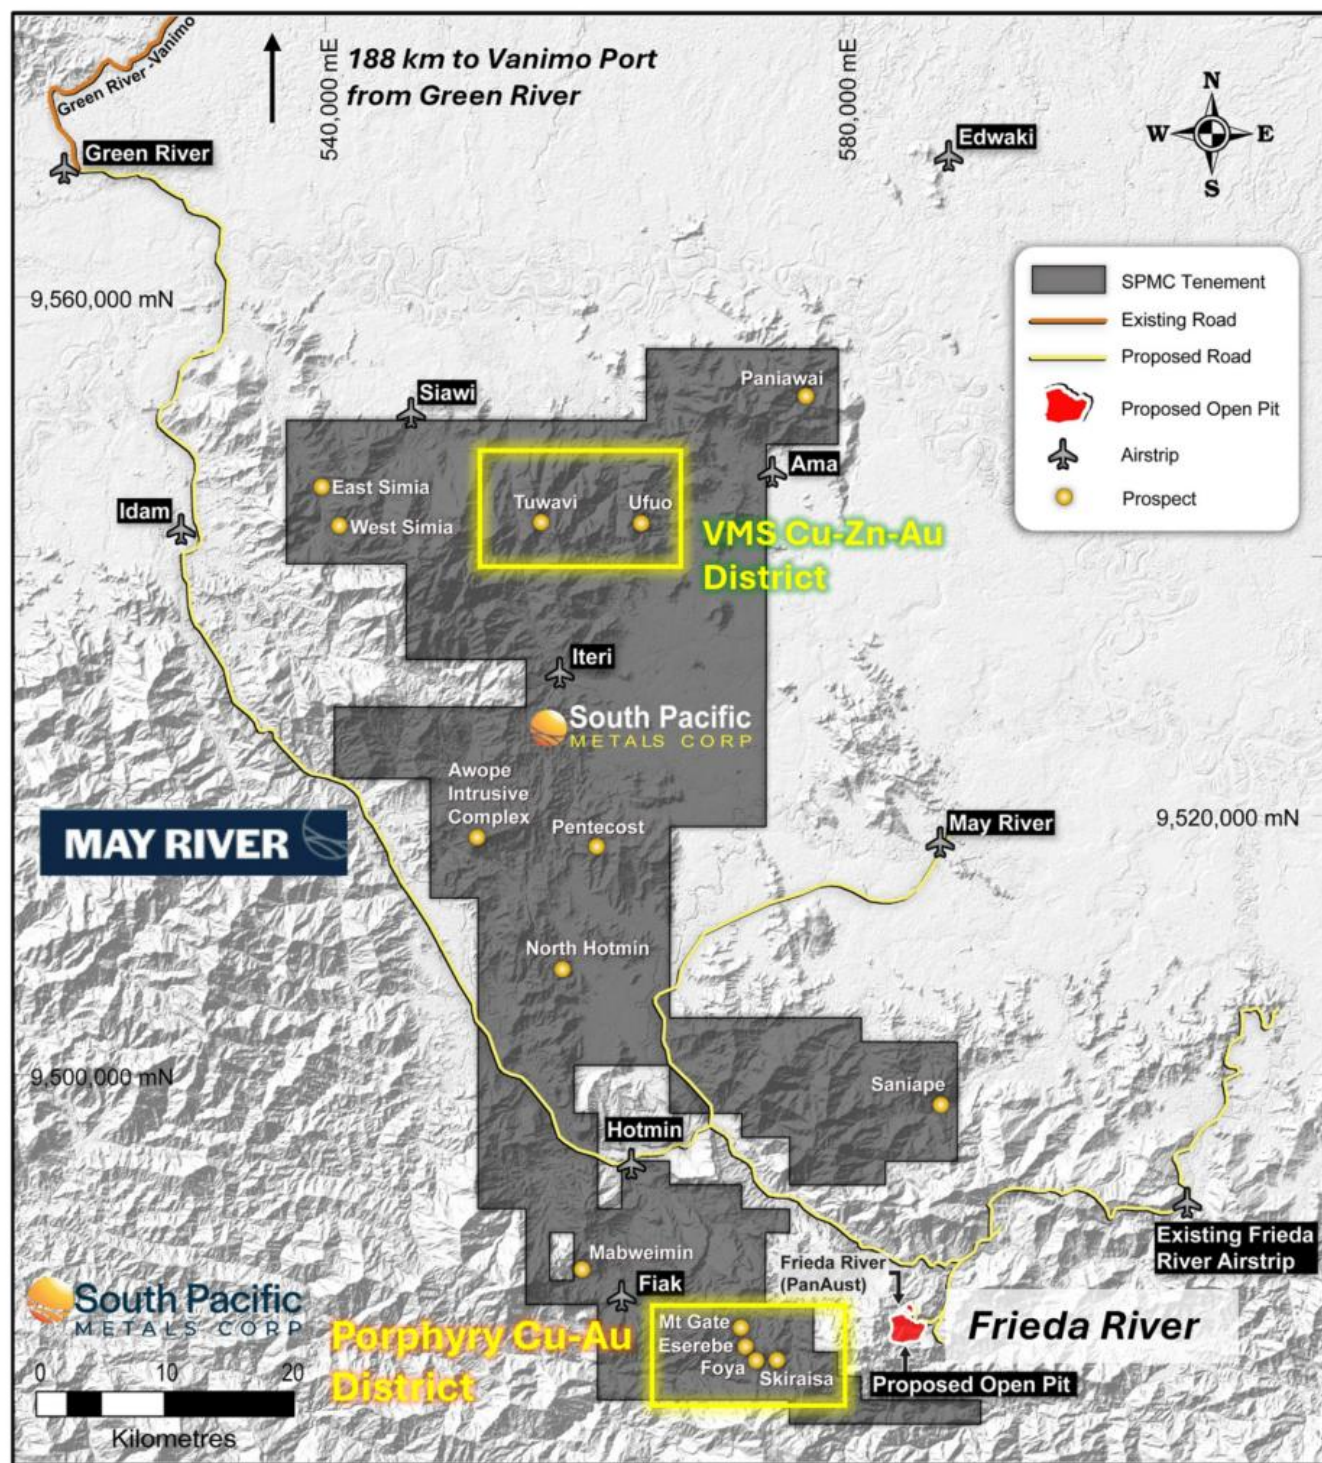 Green River - Vanimo
188 km to Vanimo Port
from Green River
540,000 mE
580,000 mE
N
W
E
S
Green River
Edwaki
9,560,000 mN
SPMC Tenement
Existing Road
Proposed Road
Proposed Open Pit
Airstrip
Prospect
Paniawai
Siawi
Ama
East Simia
West Simia
Tuwavi
Ufuo
Idam
VMS Cu-Zn-Au
District
Iteri
South Pacific
METALS CORP
Awope
Intrusive
Complex
Pentecost
MAY RIVER
May River
9,520,000 mN
North Hotmin
9,500,000 mN
Saniape
Hotmin
Mabweimin
Fiak
Frieda River
(PanAust)
Existing Frieda
River Airstrip
South Pacific
METALS CORP
Porphyry Cu-Au
District
Mt Gate
Eserebe
Foya
Skiraisa
Frieda River
Proposed Open Pit
0
10
20
Kilometres